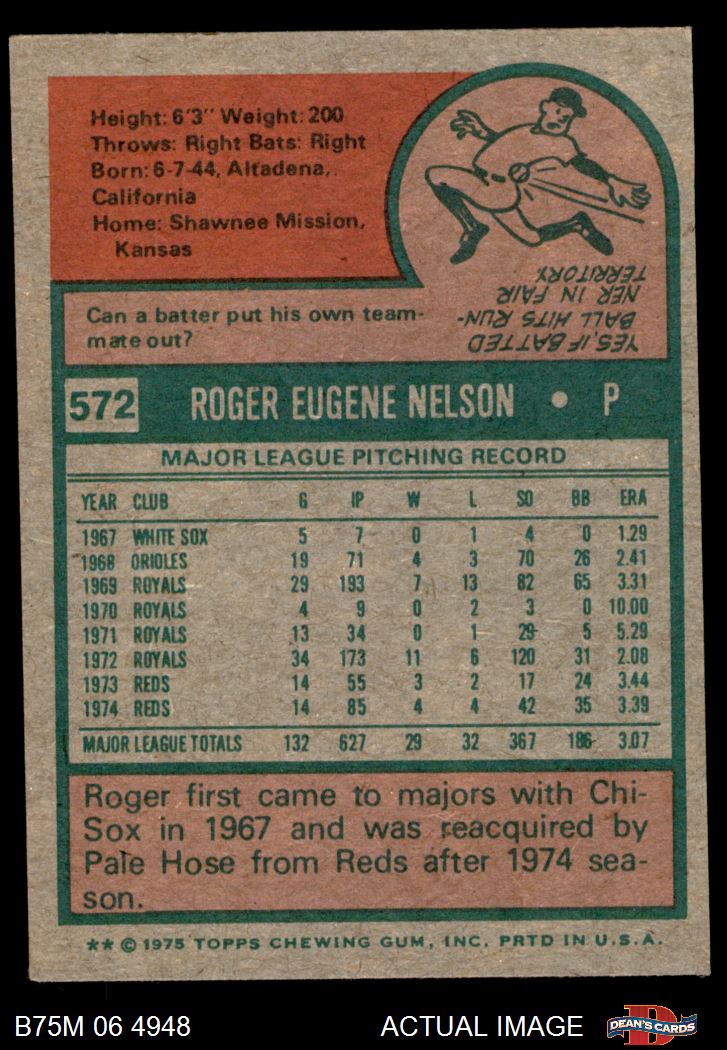 Height: 6'3" Weight: 200
Throws: Right Bats: Right
Born: 6-7-44, Altadena,
California
Home: Shawnee Mission,
Kansas
Can a batter put his own team-
mate out?
YES, IF BATTED
BALL HITS RUN-
NER IN FAIR
TERRITORY.
572 ROGER EUGENE NELSON • P
MAJOR LEAGUE PITCHING RECORD
YEAR CLUB G IP W L SO BB ERA
1967 WHITE SOX 5 7 0 1 4 0 1.29
1968 ORIOLES 19 71 4 3 70 26 2.41
1969 ROYALS 29 193 7 13 82 65 3.31
1970 ROYALS 4 9 0 2 3 0 10.00
1971 ROYALS 13 34 0 1 29 5 5.29
1972 ROYALS 34 173 11 6 120 31 2.08
1973 REDS 14 55 3 2 17 24 3.44
1974 REDS 14 85 4 4 42 35 3.39
MAJOR LEAGUE TOTALS 132 627 29 32 367 186 3.07
Roger first came to majors with Chi-
Sox in 1967 and was reacquired by
Pale Hose from Reds after 1974 sea-
son.
** © 1975 TOPPS CHEWING GUM, INC. PRTD IN U.S.A.
B75M 06 4948 ACTUAL IMAGE D DEAN'S CARDS